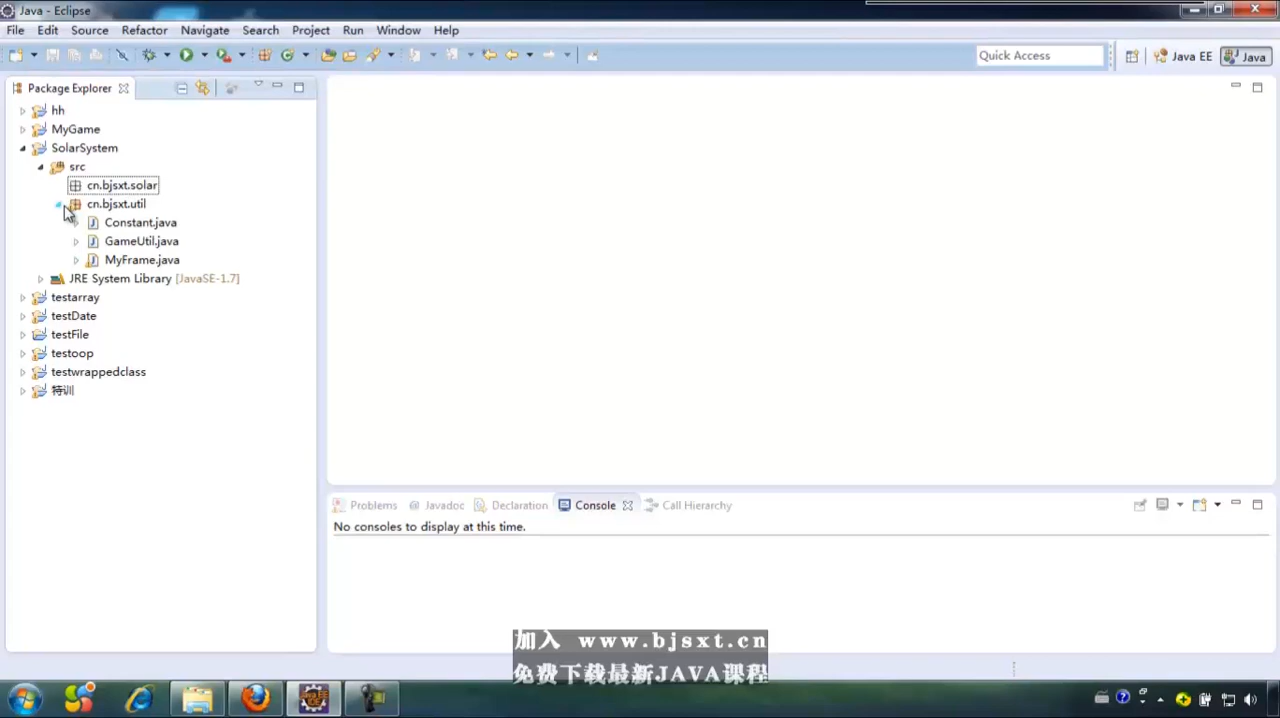 Java - Eclipse
File Edit Source Refactor Navigate Search Project Run Window Help
Quick Access
Java EE
Java
Package Explorer
hh
MyGame
SolarSystem
src
cn.bjsxt.solar
cn.bjsxt.util
Constant.java
GameUtil.java
MyFrame.java
JRE System Library [JavaSE-1.7]
testarray
testDate
testFile
testoop
testwrappedclass
特训
Problems @ Javadoc Declaration Console Call Hierarchy
No consoles to display at this time.
加入 www.bjsxt.cn
免费下载最新JAVA课程